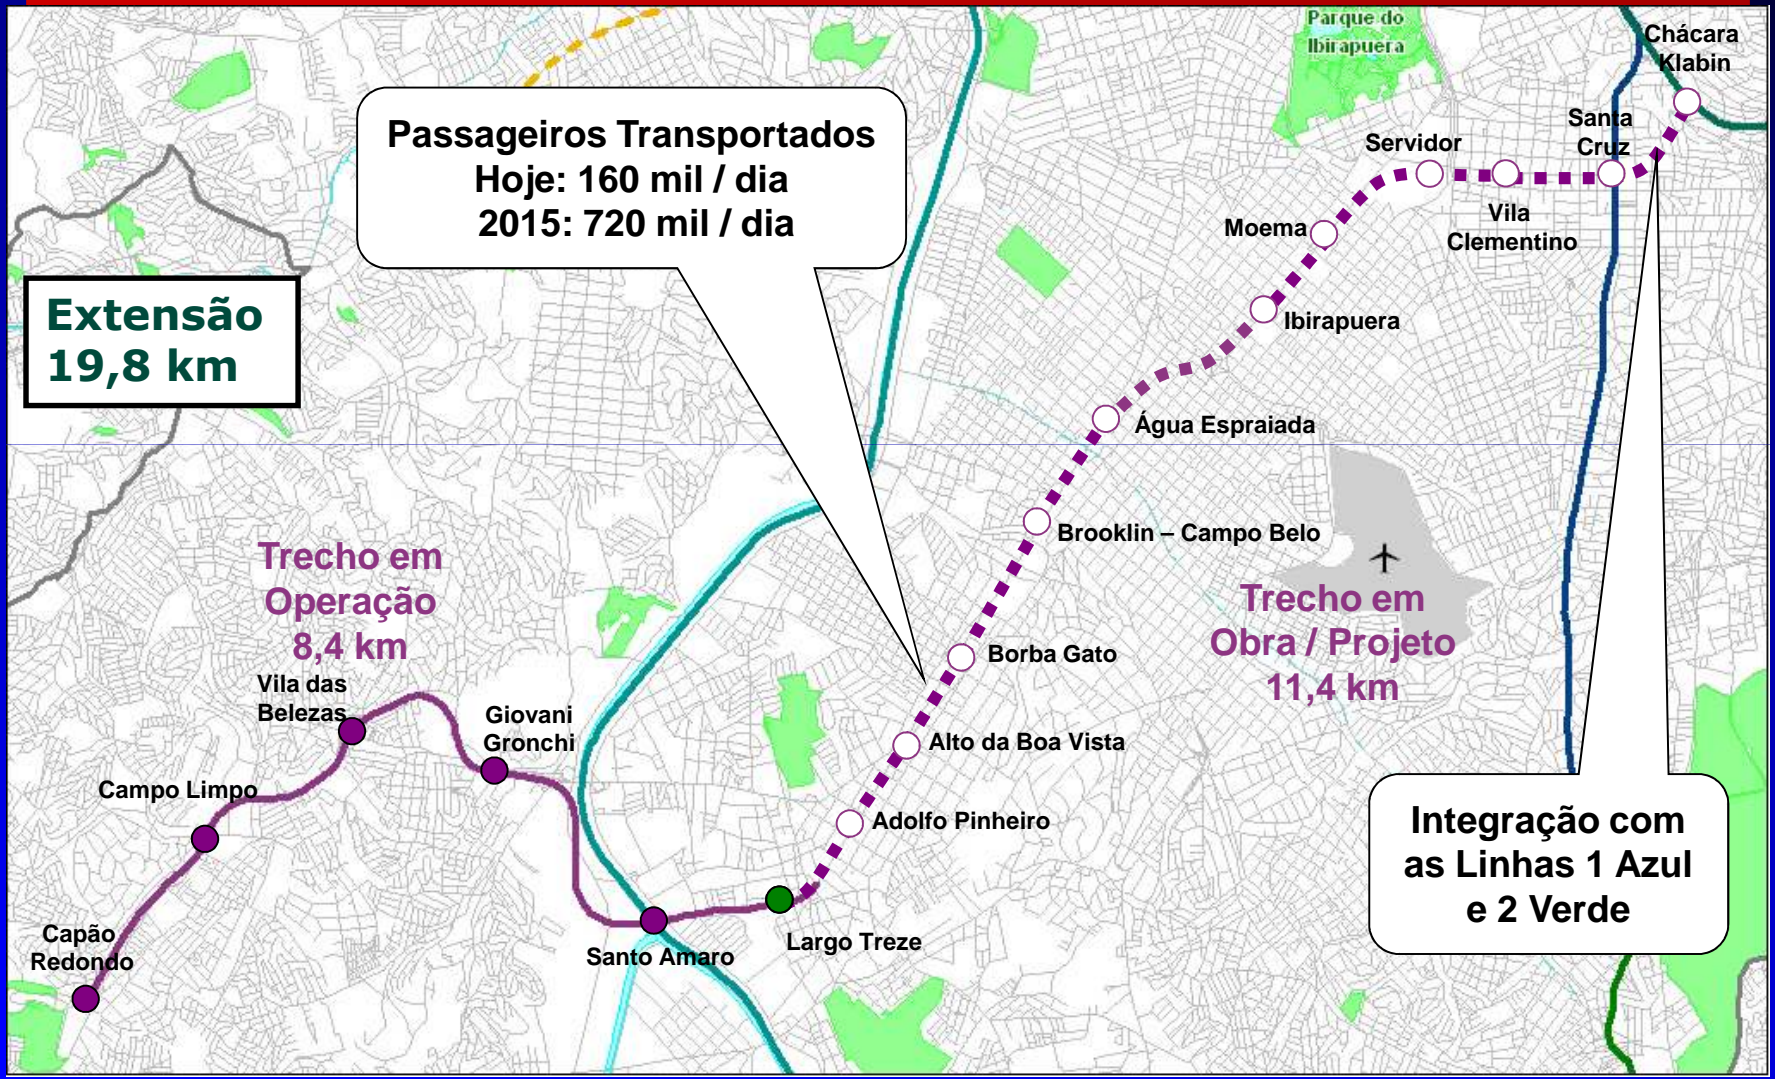 Parque do
Ibirapuera
Chácara
Klabin
Passageiros Transportados
Hoje: 160 mil / dia
2015: 720 mil / dia
Santa
Cruz
Servidor
Vila
Clementino
Moema
Extensão
19,8 km
Ibirapuera
Água Espraiada
Brooklin – Campo Belo
Trecho em
Operação
8,4 km
Trecho em
Obra / Projeto
11,4 km
Borba Gato
Vila das
Belezas
Giovani
Gronchi
Alto da Boa Vista
Campo Limpo
Adolfo Pinheiro
Integração com
as Linhas 1 Azul
e 2 Verde
Capão
Redondo
Santo Amaro
Largo Treze